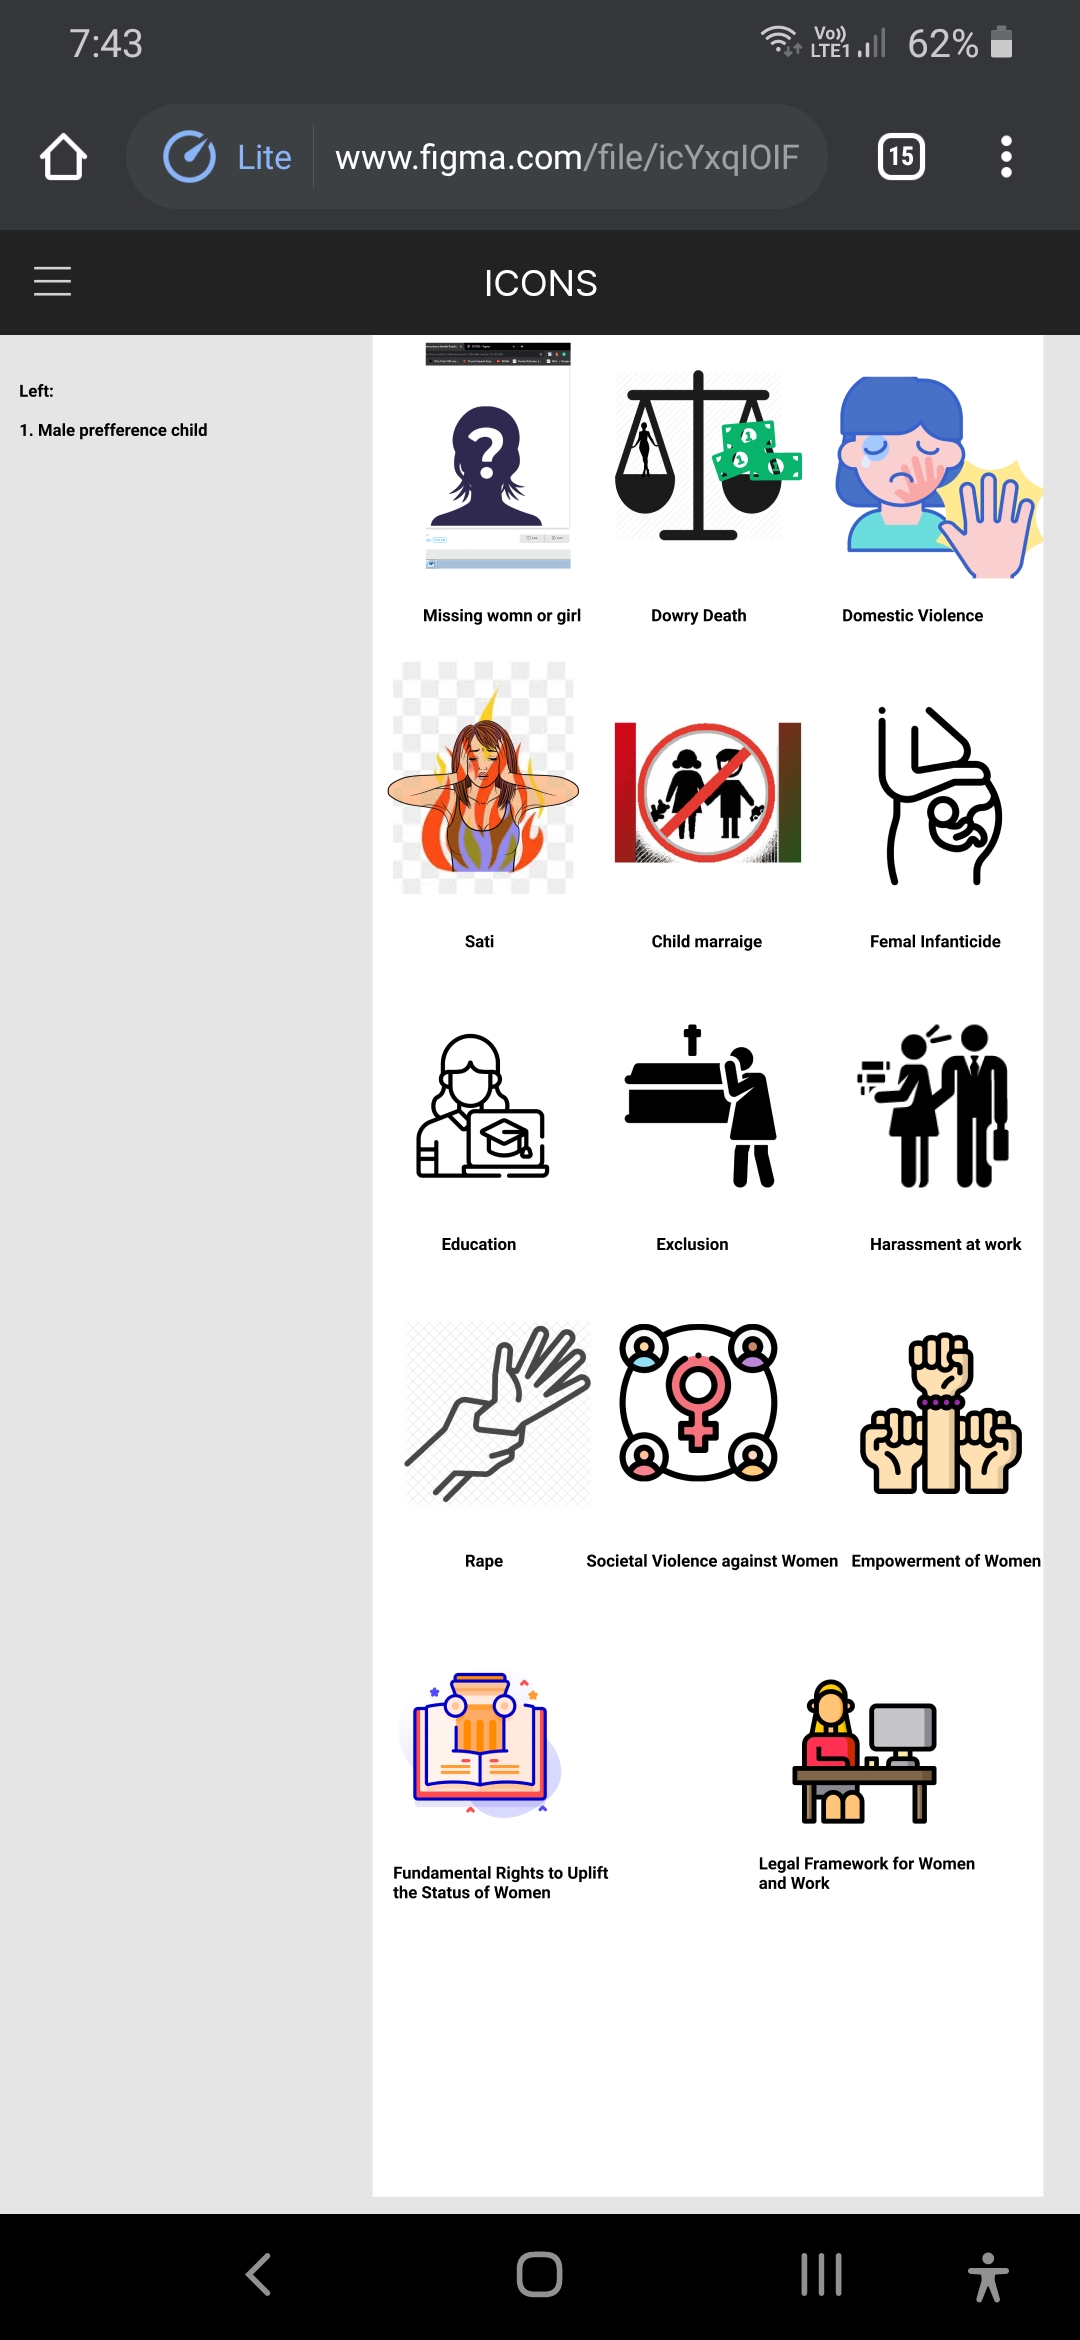 7:43
Vo))
LTE1
62%
Lite
www.figma.com/file/icYxqIOIF
15
ICONS
Left:
1. Male prefference child
Missing womn or girl
Dowry Death
Domestic Violence
Sati
Child marraige
Femal Infanticide
Education
Exclusion
Harassment at work
Rape
Societal Violence against Women
Empowerment of Women
Fundamental Rights to Uplift
the Status of Women
Legal Framework for Women
and Work